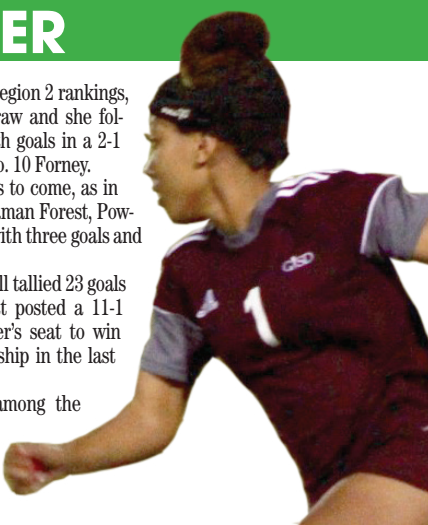 ER
egion 2 rankings,
raw and she fol-
h goals in a 2-1
o. 10 Forney.
s to come, as in
man Forest, Pow-
ith three goals and
ll tallied 23 goals
t posted a 11-1
er's seat to win
ship in the last
among the
GISD
1